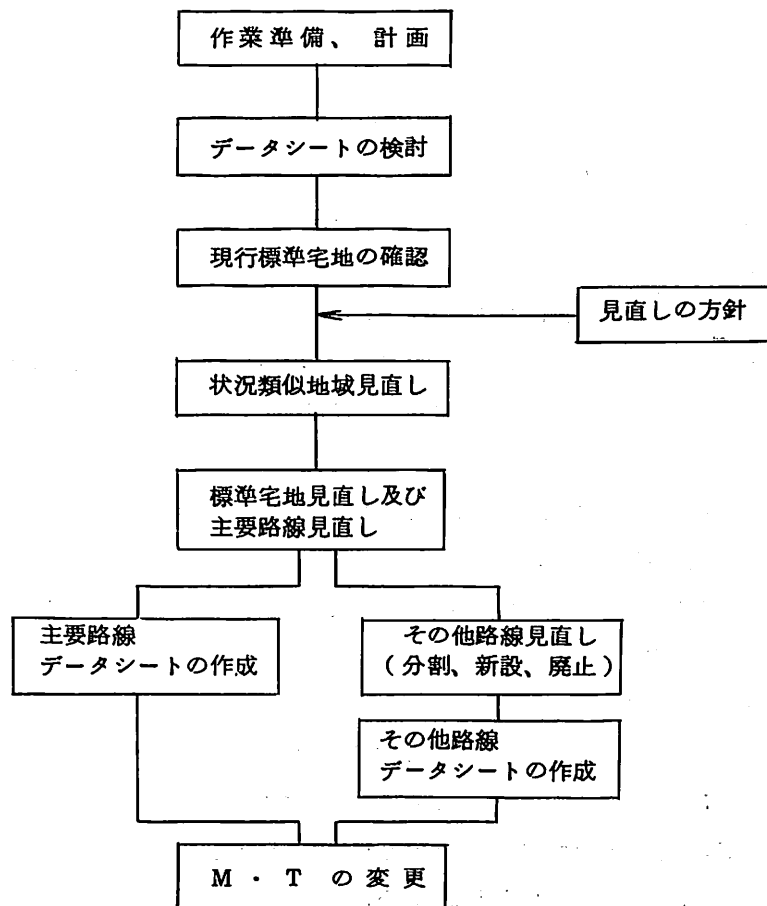 作業準備、計画
データシートの検討
現行標準宅地の確認
見直しの方針
状況類似地域見直し
標準宅地見直し及び
主要路線見直し
主要路線
データシートの作成
その他路線見直し
(分割、新設、廃止)
その他路線
データシートの作成
M・Tの変更